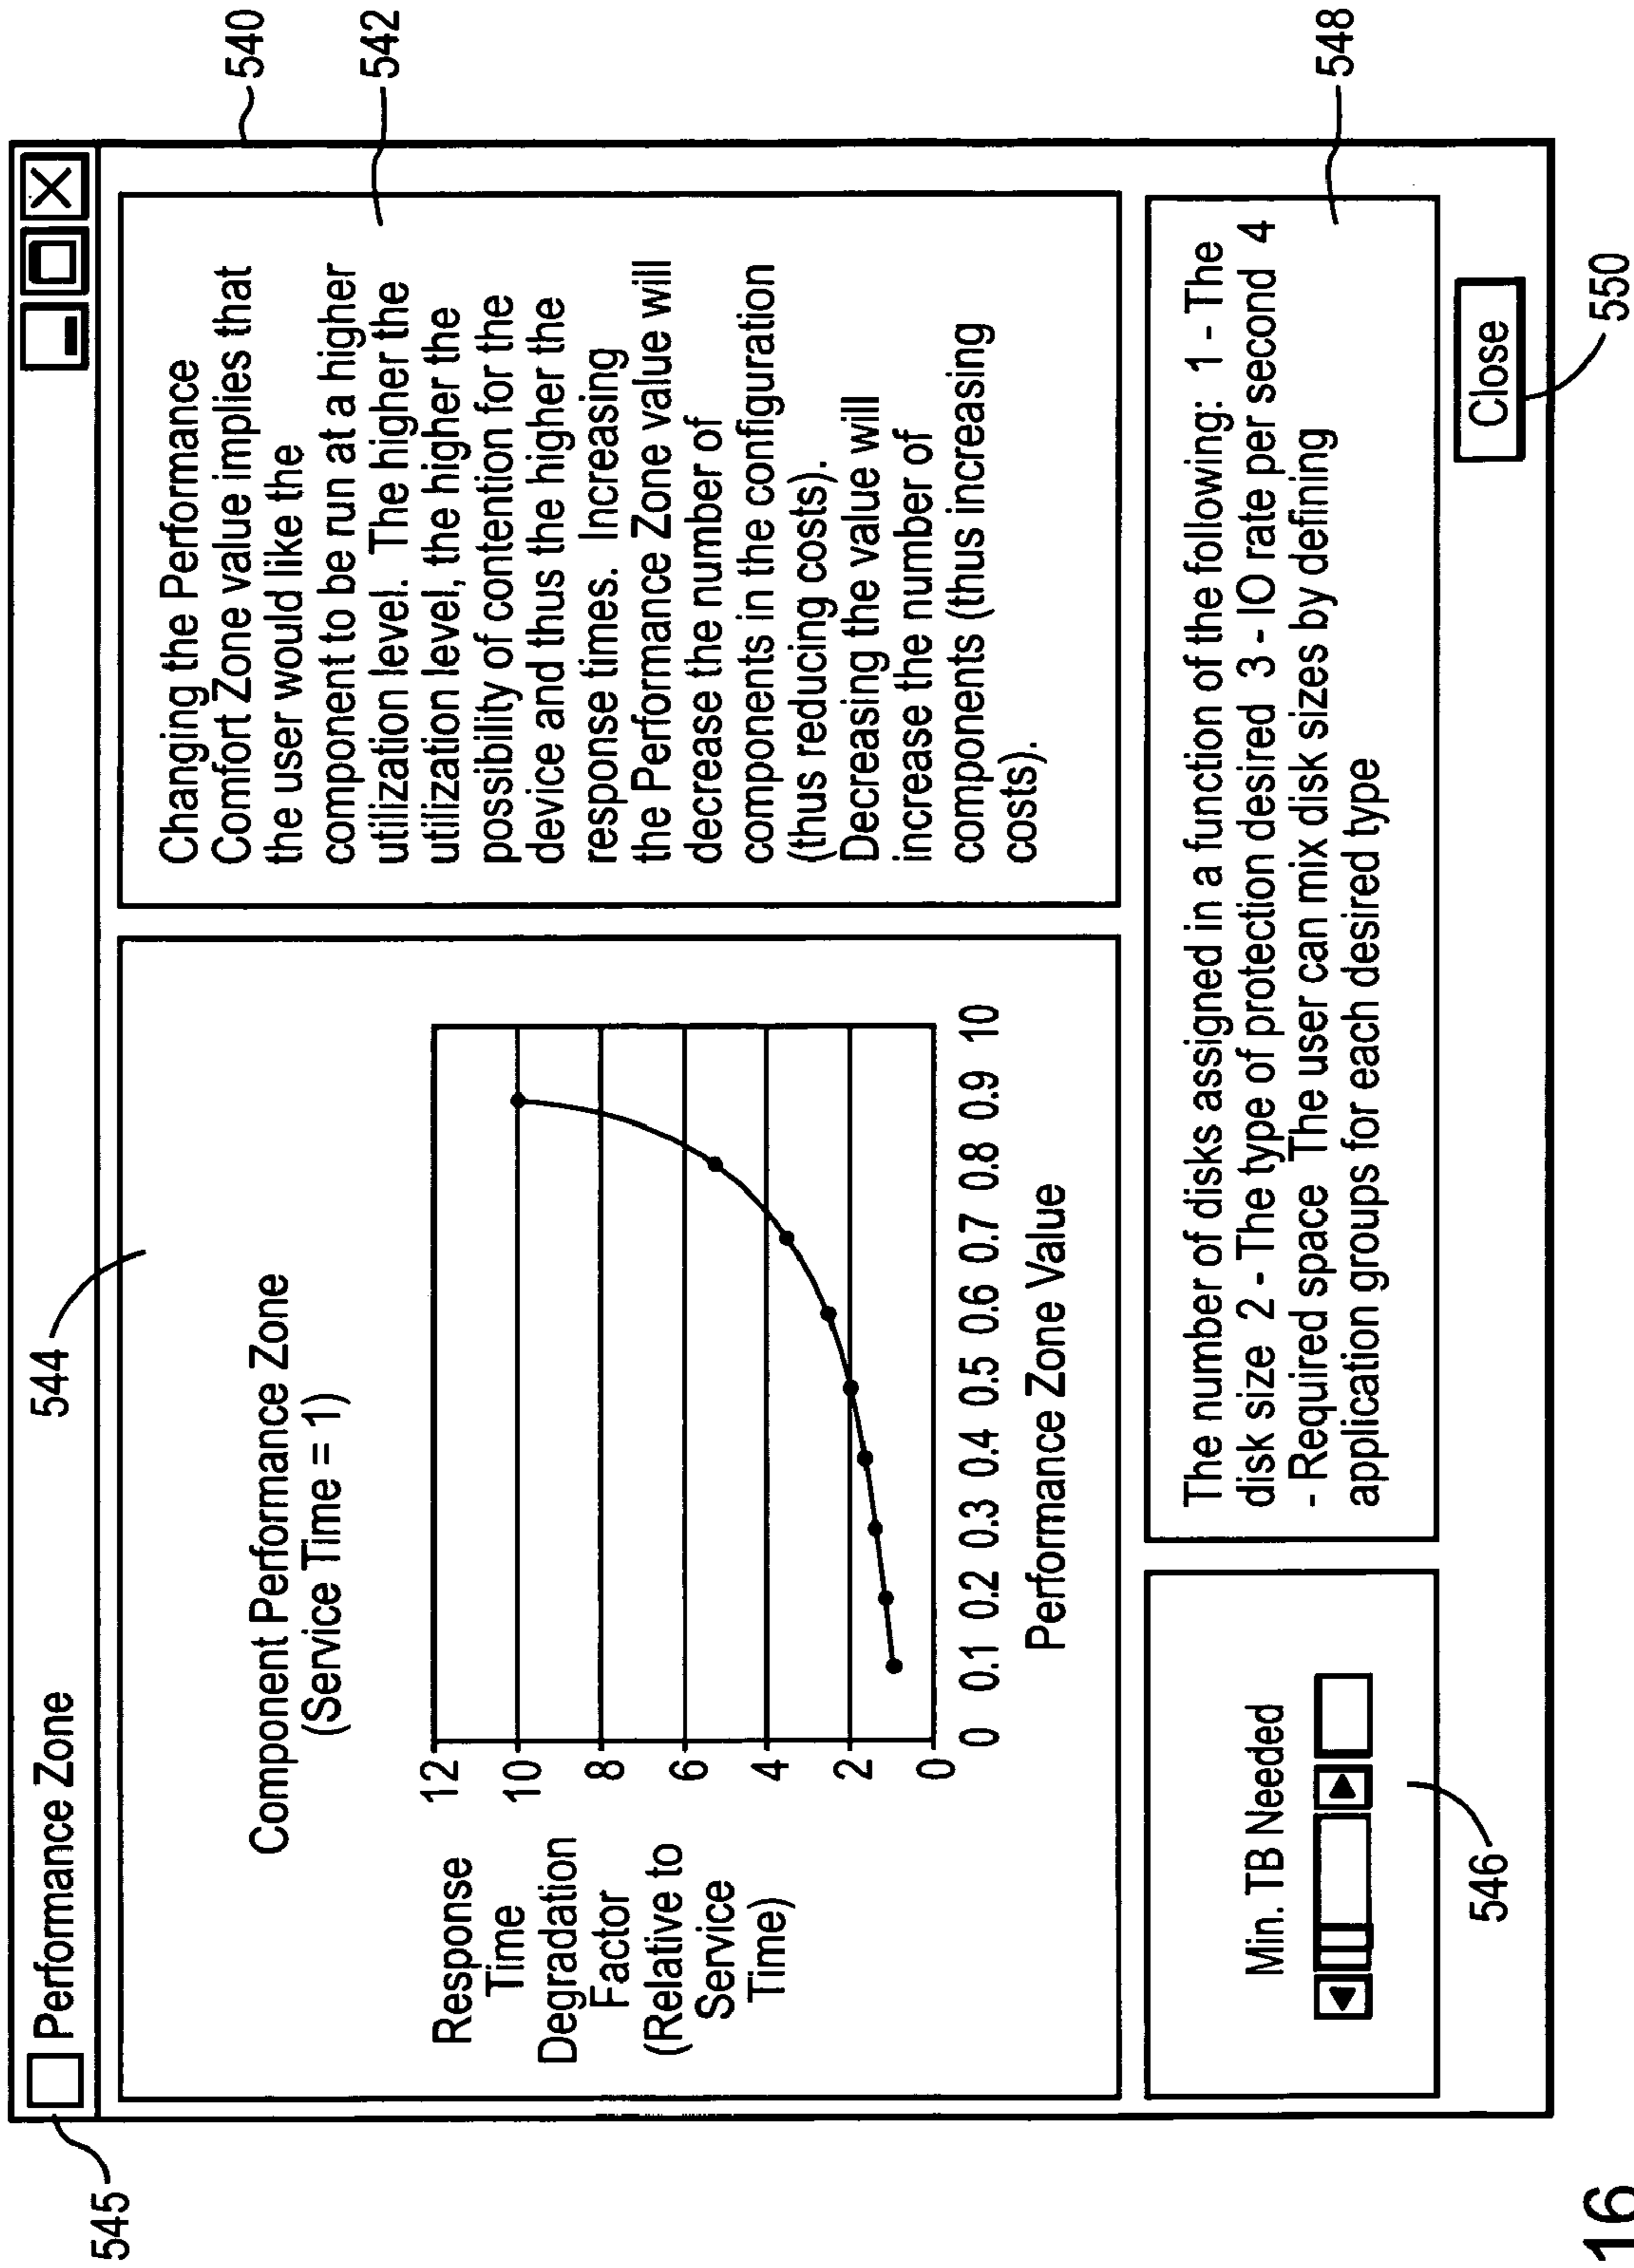 545
Performance Zone
540
544
Component Performance Zone
(Service Time = 1)
Response
Time
Degradation
Factor
(Relative to
Service
Time)
12
10
8
6
4
2
0
0 0.1 0.2 0.3 0.4 0.5 0.6 0.7 0.8 0.9 10
Performance Zone Value
542
Changing the Performance
Comfort Zone value implies that
the user would like the
component to be run at a higher
utilization level. The higher the
utilization level, the higher the
possibility of contention for the
device and thus the higher the
response times. Increasing
the Performance Zone value will
decrease the number of
components in the configuration
(thus reducing costs).
Decreasing the value will
increase the number of
components (thus increasing
costs).
Min. TB Needed
546
548
The number of disks assigned in a function of the following: 1 - The
disk size 2 - The type of protection desired 3 - IO rate per second 4
- Required space The user can mix disk sizes by defining
application groups for each desired type
Close
550
16